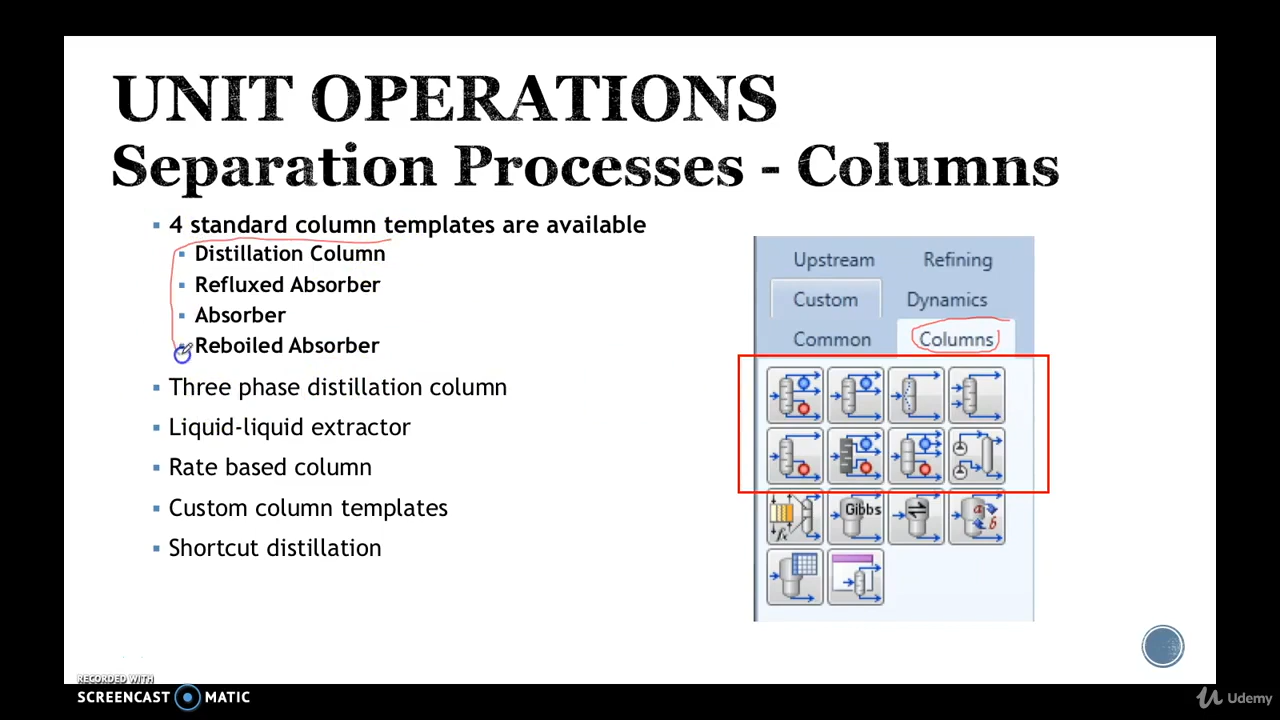 UNIT OPERATIONS
Separation Processes - Columns
4 standard column templates are available
Distillation Column
Refluxed Absorber
Absorber
Reboiled Absorber
Three phase distillation column
Liquid-liquid extractor
Rate based column
Custom column templates
Shortcut distillation
Upstream Refining
Custom Dynamics
Common Columns
Gibbs
RECORDED WITH
SCREENCAST MATIC
Udemy